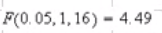 F(0.05,1,16) = 4.49